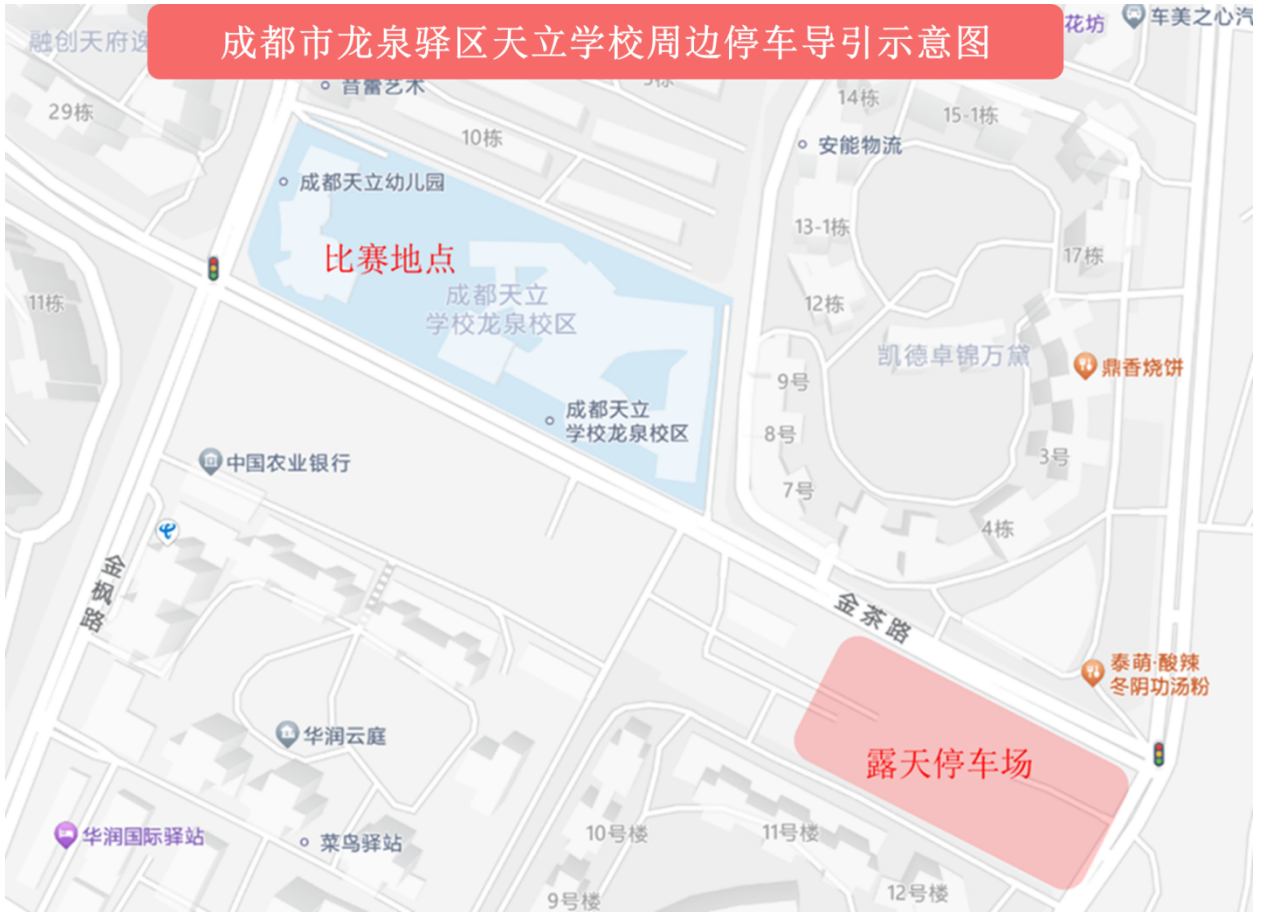 成都市龙泉驿区天立学校周边停车导引示意图
融创天府逸
花坊
车美之心汽
音蕾艺术
29栋
14栋
15-1栋
10栋
安能物流
成都天立幼儿园
13-1栋
比赛地点
17栋
11栋
成都天立
学校龙泉校区
12栋
凯德卓锦万黛
鼎香烧饼
9号
成都天立
学校龙泉校区
8号
3号
中国农业银行
7号
4栋
金枫路
金茶路
泰萌·酸辣
冬阴功汤粉
华润云庭
露天停车场
华润国际驿站
菜鸟驿站
10号楼
11号楼
9号楼
12号楼